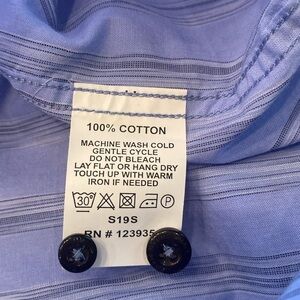 100% COTTON
MACHINE WASH COLD
GENTLE CYCLE
DO NOT BLEACH
LAY FLAT OR HANG DRY
TOUCH UP WITH WARM
IRON IF NEEDED
30°
P
S19S
RN # 123935